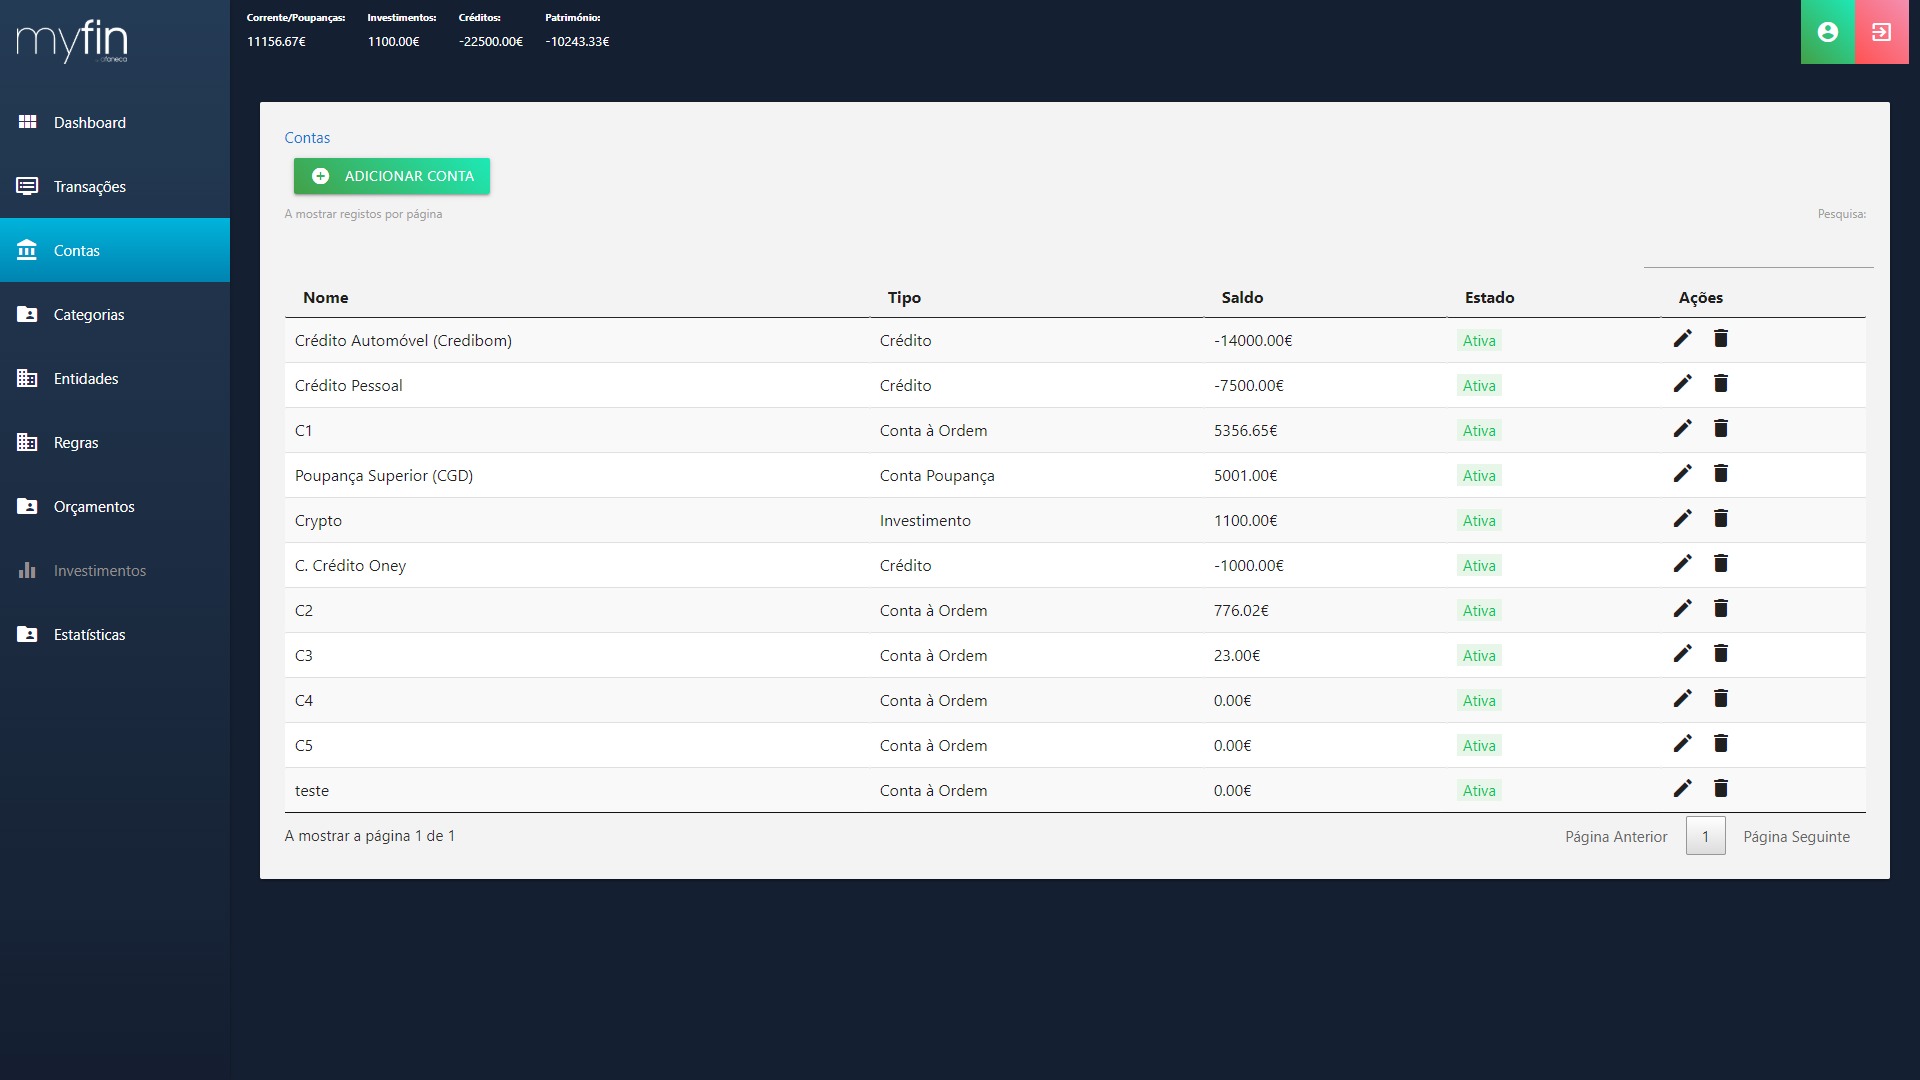 myfin
afaneca
Corrente/Poupanças: Investimentos: Créditos: Património:
11156.67€ 1100.00€ -22500.00€ -10243.33€
Dashboard
Transações
Contas
Categorias
Entidades
Regras
Orçamentos
Investimentos
Estatísticas
Contas
ADICIONAR CONTA
A mostrar registos por página Pesquisa:
Nome Tipo Saldo Estado Ações
Crédito Automóvel (Credibom) Crédito -14000.00€ Ativa
Crédito Pessoal Crédito -7500.00€ Ativa
C1 Conta à Ordem 5356.65€ Ativa
Poupança Superior (CGD) Conta Poupança 5001.00€ Ativa
Crypto Investimento 1100.00€ Ativa
C. Crédito Oney Crédito -1000.00€ Ativa
C2 Conta à Ordem 776.02€ Ativa
C3 Conta à Ordem 23.00€ Ativa
C4 Conta à Ordem 0.00€ Ativa
C5 Conta à Ordem 0.00€ Ativa
teste Conta à Ordem 0.00€ Ativa
A mostrar a página 1 de 1 Página Anterior 1 Página Seguinte